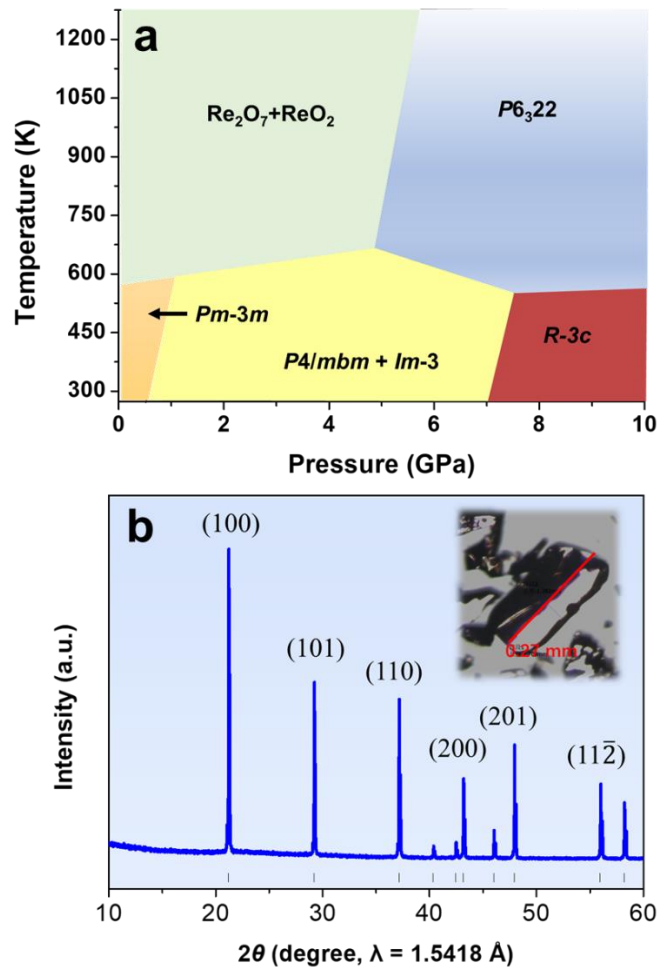 a
Temperature (K)
1200
1050
900
750
600
450
300
Re₂O₇+ReO₂
P6₃22
Pm-3m
P4/mbm + Im-3
R-3c
0 2 4 6 8 10
Pressure (GPa)
b
Intensity (a.u.)
(100)
(101)
(110)
(200)
(201)
(112̄)
0.27 mm
10 20 30 40 50 60
2θ (degree, λ = 1.5418 Å)